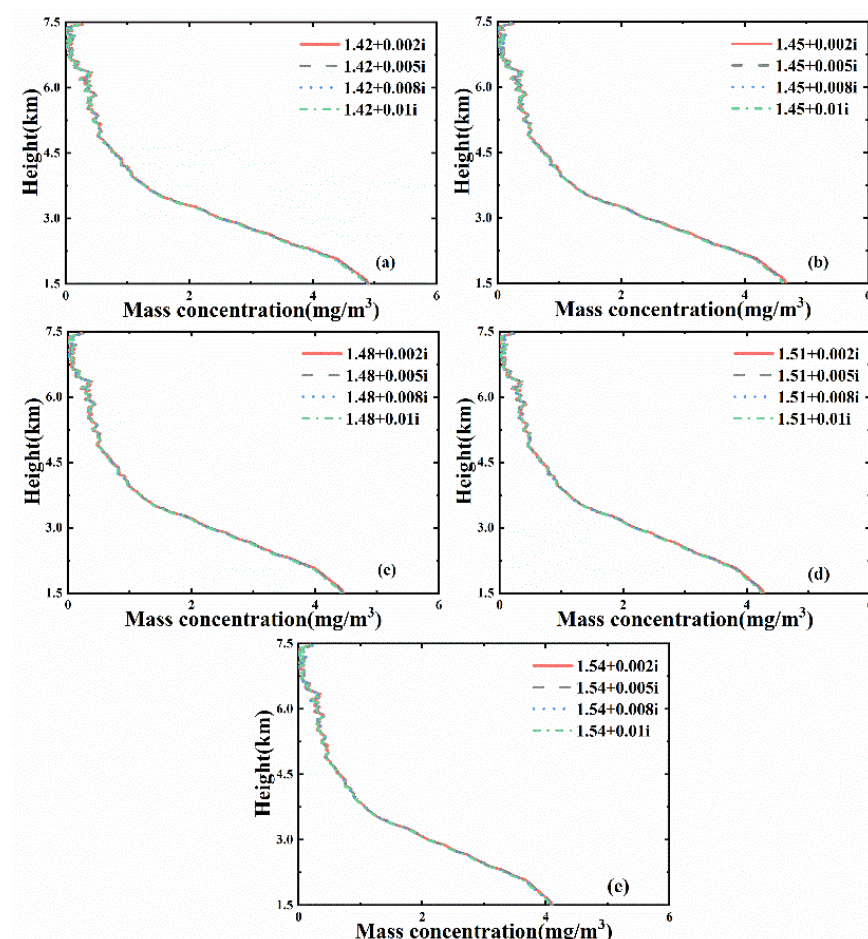 7.5
6.0
4.5
3.0
1.5
Height(km)
1.42+0.002i
1.42+0.005i
1.42+0.008i
1.42+0.01i
(a)
0 2 4 6
Mass concentration(mg/m³)
7.5
6.0
4.5
3.0
1.5
Height(km)
1.45+0.002i
1.45+0.005i
1.45+0.008i
1.45+0.01i
(b)
0 2 4 6
Mass concentration(mg/m³)
7.5
6.0
4.5
3.0
1.5
Height(km)
1.48+0.002i
1.48+0.005i
1.48+0.008i
1.48+0.01i
(c)
0 2 4 6
Mass concentration(mg/m³)
7.5
6.0
4.5
3.0
1.5
Height(km)
1.51+0.002i
1.51+0.005i
1.51+0.008i
1.51+0.01i
(d)
0 2 4 6
Mass concentration(mg/m³)
7.5
6.0
4.5
3.0
1.5
Height(km)
1.54+0.002i
1.54+0.005i
1.54+0.008i
1.54+0.01i
(e)
0 2 4 6
Mass concentration(mg/m³)